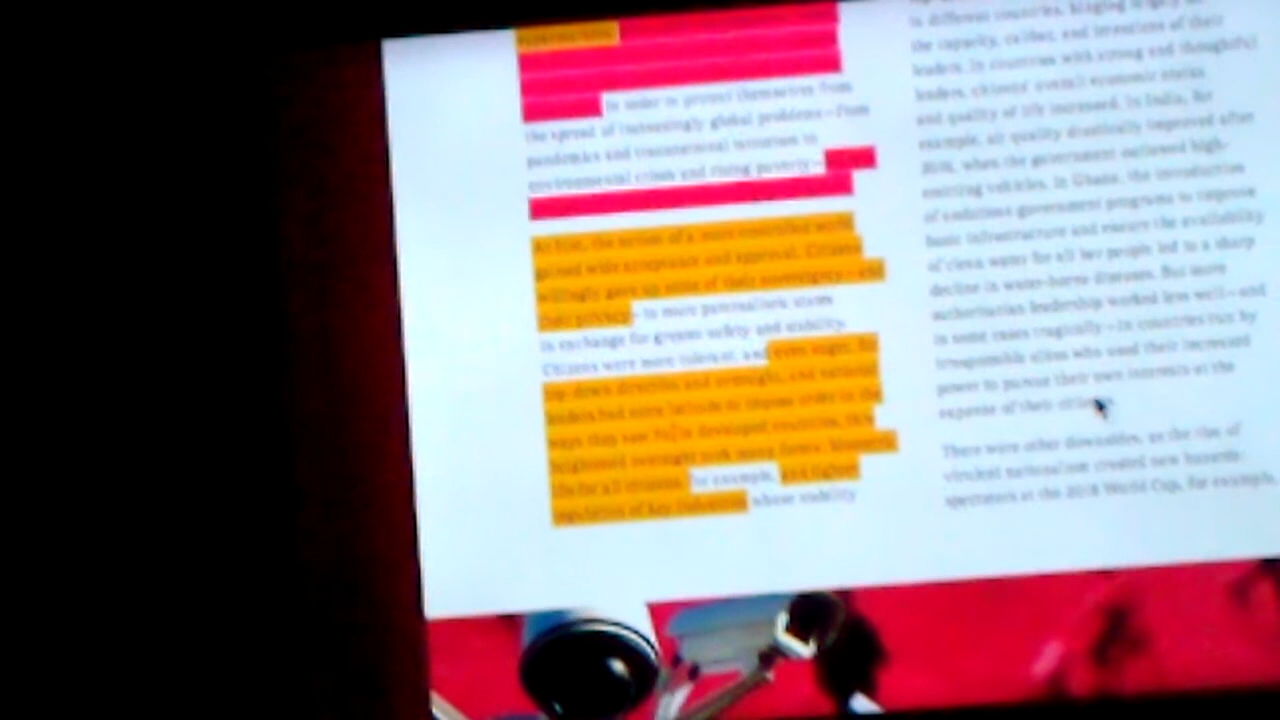 In order to protect themselves from
the spread of increasingly global problems—from
pandemics and transnational terrorism to
environmental crises and rising poverty—
At first, the notion of a more controlled world
gained wide acceptance and approval. Citizens
willingly gave up some of their sovereignty—and
their privacy—to more paternalistic states
in exchange for greater safety and stability.
Citizens were more tolerant, and even eager, for
top-down direction and oversight, and national
leaders had more latitude to impose order in the
ways they saw fit. In developed countries, this
heightened oversight took many forms: biometric
IDs for all citizens, for example, and tighter
regulation of key industries whose stability
in different countries, hinging largely on
the capacity, caliber, and intentions of their
leaders. In countries with strong and thoughtful
leaders, citizens' overall economic status
and quality of life increased. In India, for
example, air quality drastically improved after
2016, when the government outlawed high-
emitting vehicles. In Ghana, the introduction
of ambitious government programs to improve
basic infrastructure and ensure the availability
of clean water for all her people led to a sharp
decline in water-borne diseases. But more
authoritarian leadership worked less well—and
in some cases tragically—in countries run by
irresponsible elites who used their increased
power to pursue their own interests at the
expense of their citizens.
There were other downsides, as the rise of
virulent nationalism created new hazards:
spectators at the 2018 World Cup, for example,